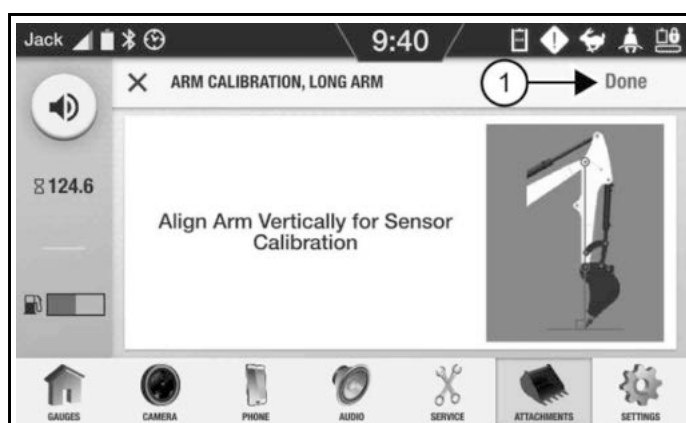 Jack 9:40
× ARM CALIBRATION, LONG ARM 1 Done
124.6
Align Arm Vertically for Sensor
Calibration
GAUGES CAMERA PHONE AUDIO SERVICE ATTACHMENTS SETTINGS